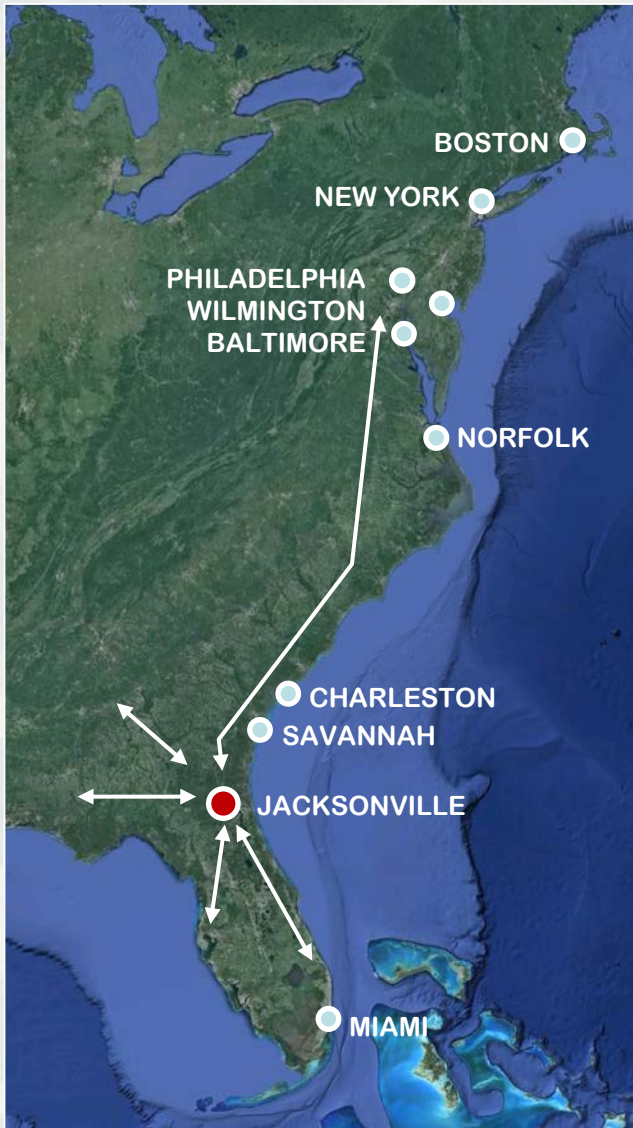 BOSTON
NEW YORK
PHILADELPHIA
WILMINGTON
BALTIMORE
NORFOLK
CHARLESTON
SAVANNAH
JACKSONVILLE
MIAMI